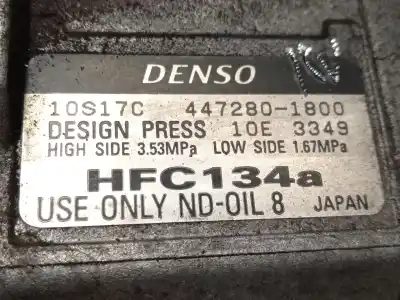 DENSO
10S17C 447280-1800
DESIGN PRESS 10E 3349
HIGH SIDE 3.53MPa LOW SIDE 1.67MPa
HFC134a
USE ONLY ND-OIL 8 JAPAN